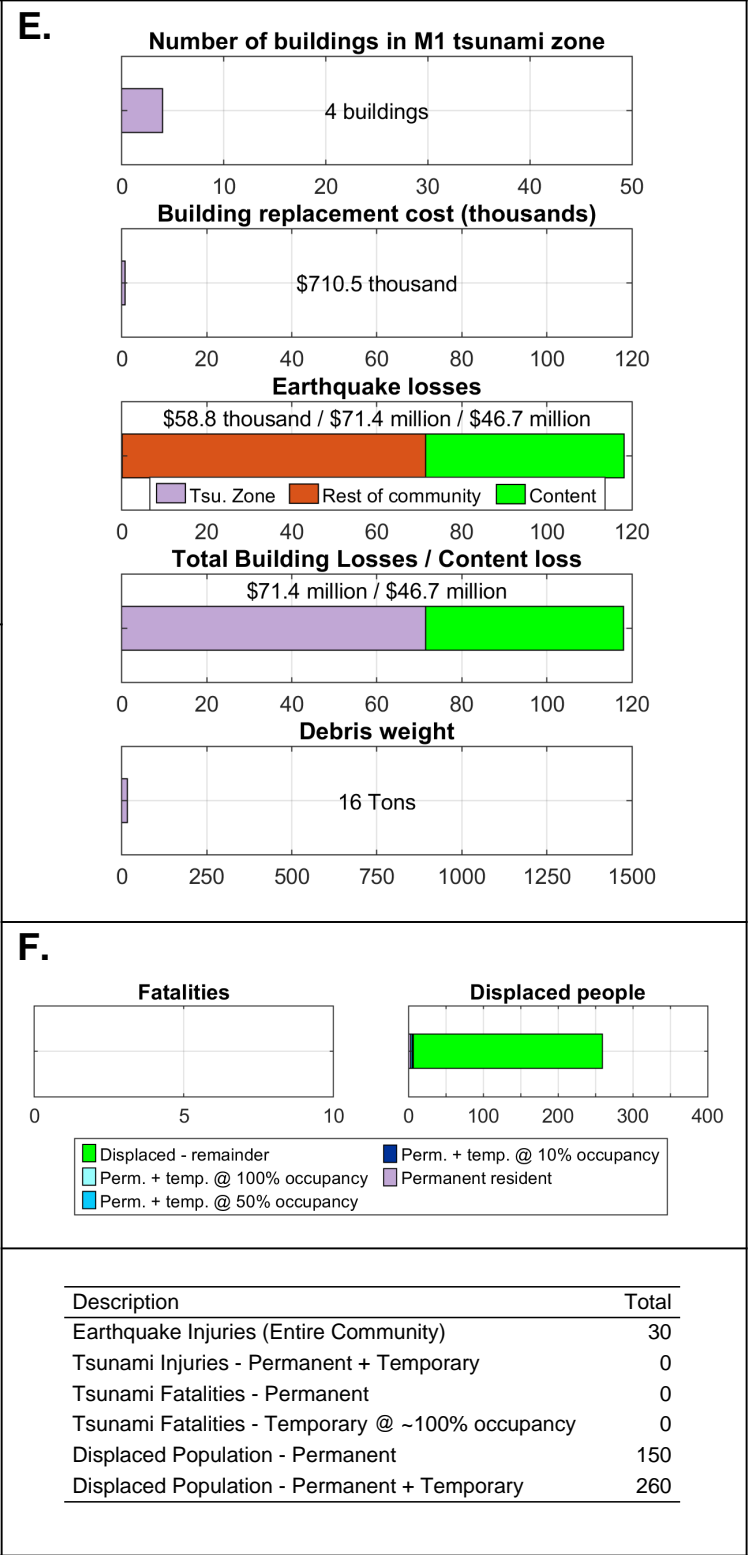 E.
Number of buildings in M1 tsunami zone
4 buildings
0 10 20 30 40 50
Building replacement cost (thousands)
$710.5 thousand
0 20 40 60 80 100 120
Earthquake losses
$58.8 thousand / $71.4 million / $46.7 million
Tsu. Zone Rest of community Content
0 20 40 60 80 100 120
Total Building Losses / Content loss
$71.4 million / $46.7 million
0 20 40 60 80 100 120
Debris weight
16 Tons
0 250 500 750 1000 1250 1500
F.
Fatalities
0 5 10
Displaced people
0 100 200 300 400
Displaced - remainder
Perm. + temp. @ 100% occupancy
Perm. + temp. @ 50% occupancy
Perm. + temp. @ 10% occupancy
Permanent resident
Description Total
Earthquake Injuries (Entire Community) 30
Tsunami Injuries - Permanent + Temporary 0
Tsunami Fatalities - Permanent 0
Tsunami Fatalities - Temporary @ ~100% occupancy 0
Displaced Population - Permanent 150
Displaced Population - Permanent + Temporary 260